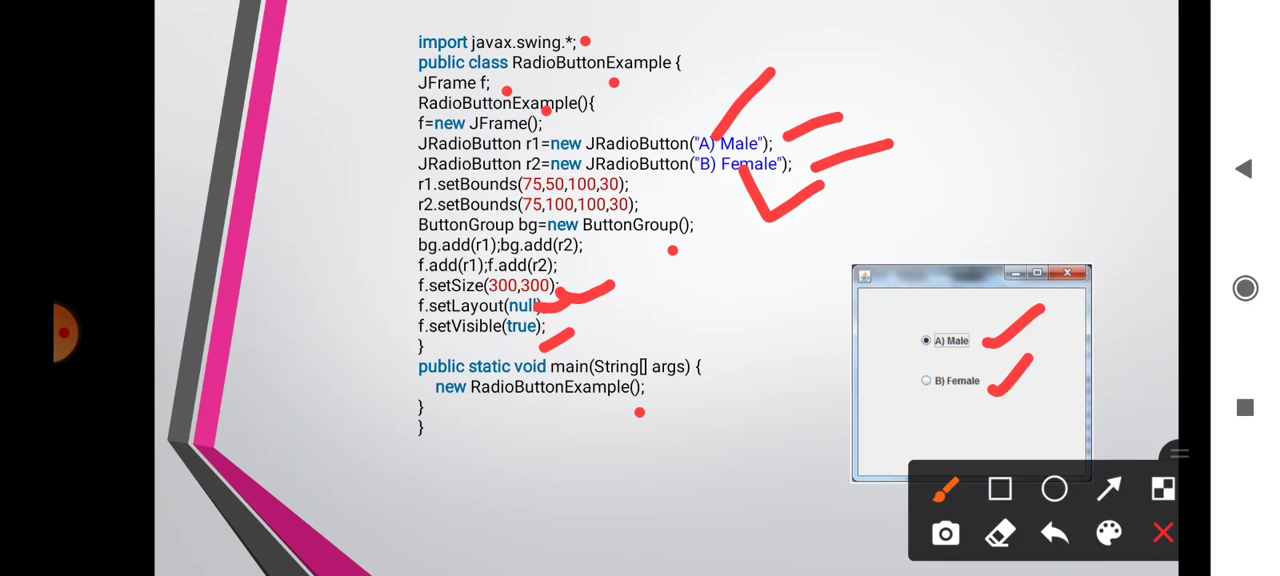 import javax.swing.*;
public class RadioButtonExample {
JFrame f;
RadioButtonExample(){
f=new JFrame();
JRadioButton r1=new JRadioButton("A) Male");
JRadioButton r2=new JRadioButton("B) Female");
r1.setBounds(75,50,100,30);
r2.setBounds(75,100,100,30);
ButtonGroup bg=new ButtonGroup();
bg.add(r1);bg.add(r2);
f.add(r1);f.add(r2);
f.setSize(300,300);
f.setLayout(null);
f.setVisible(true);
}
public static void main(String[] args) {
new RadioButtonExample();
}
}
A) Male
B) Female